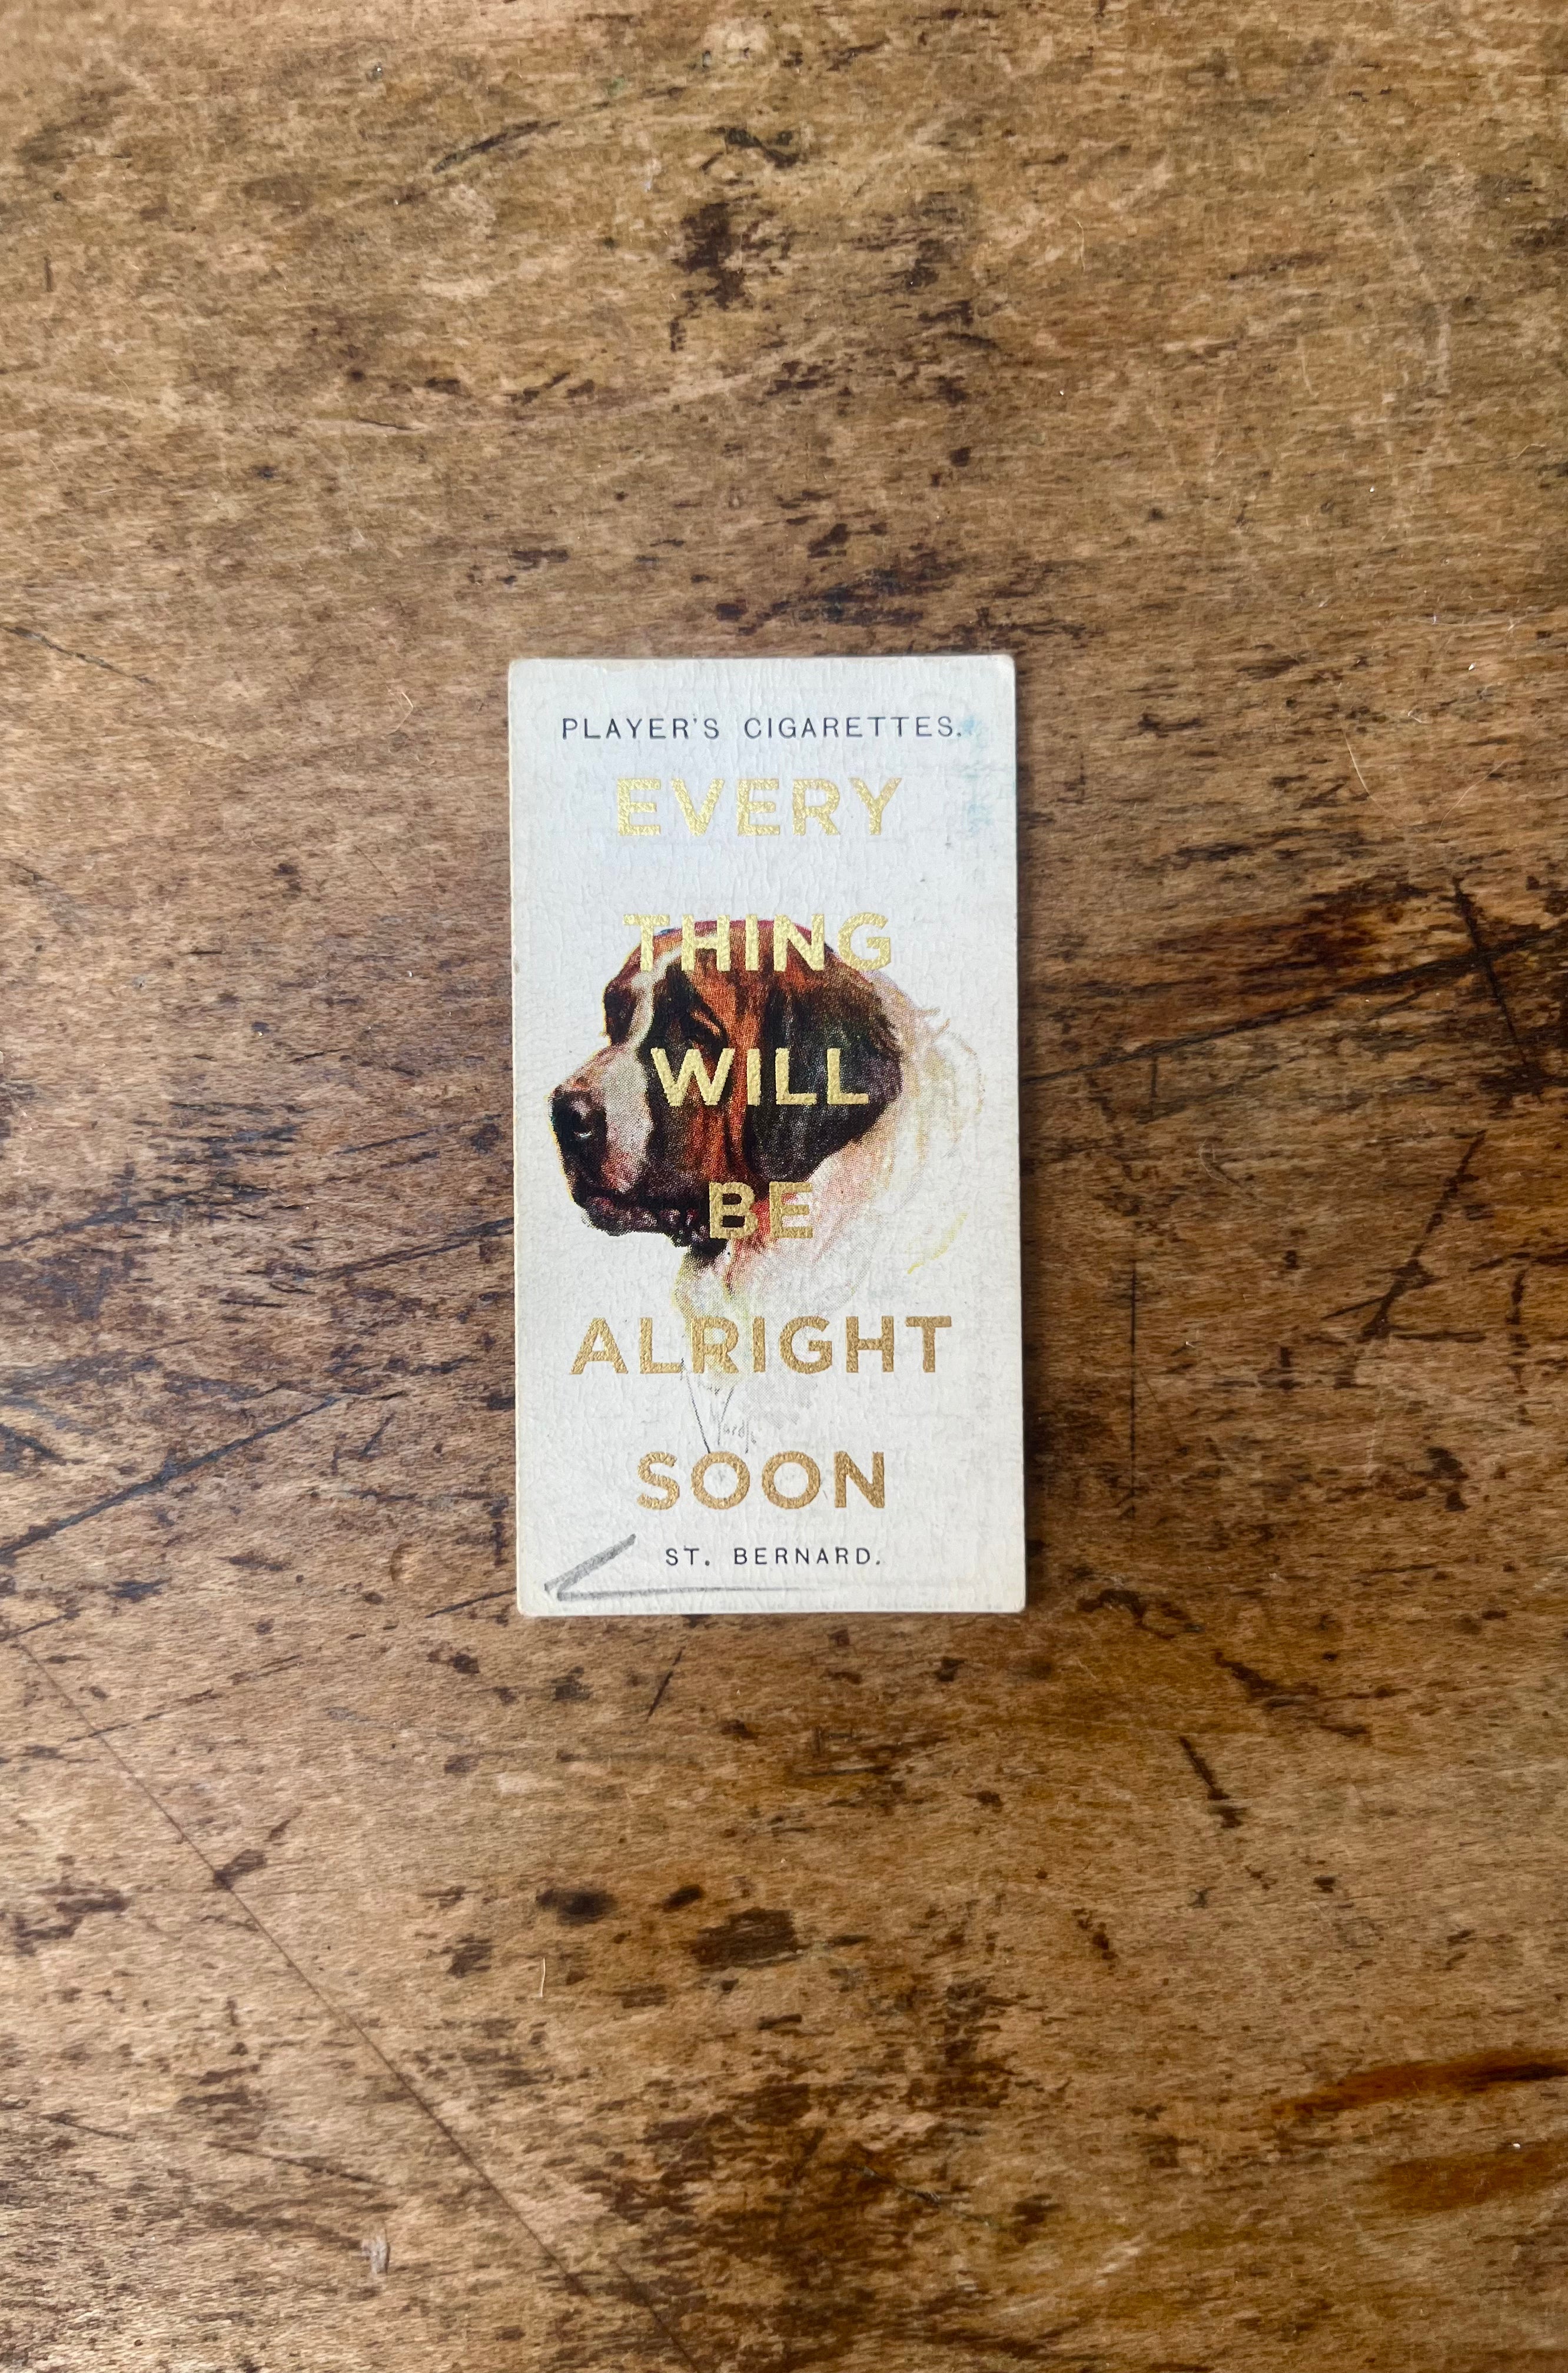 PLAYER'S CIGARETTES.
EVERY
THING
WILL
BE
ALRIGHT
SOON
ST. BERNARD.